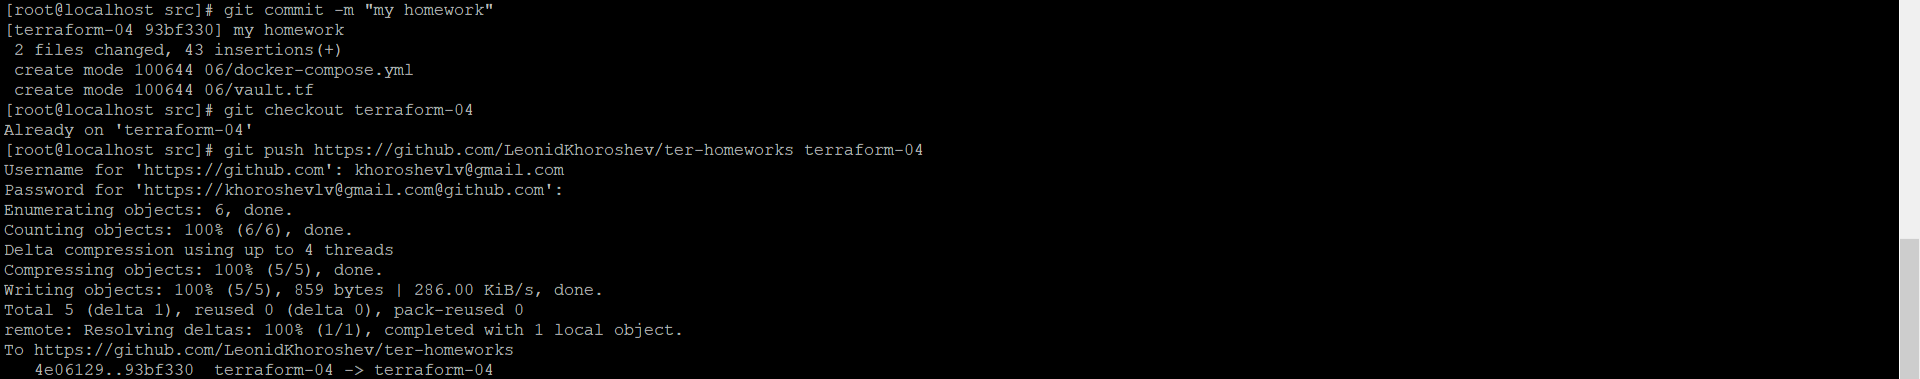 [root@localhost src]# git commit -m "my homework"
[terraform-04 93bf330] my homework
 2 files changed, 43 insertions(+)
 create mode 100644 06/docker-compose.yml
 create mode 100644 06/vault.tf
[root@localhost src]# git checkout terraform-04
Already on 'terraform-04'
[root@localhost src]# git push https://github.com/LeonidKhoroshev/ter-homeworks terraform-04
Username for 'https://github.com': khoroshevlv@gmail.com
Password for 'https://khoroshevlv@gmail.com@github.com':
Enumerating objects: 6, done.
Counting objects: 100% (6/6), done.
Delta compression using up to 4 threads
Compressing objects: 100% (5/5), done.
Writing objects: 100% (5/5), 859 bytes | 286.00 KiB/s, done.
Total 5 (delta 1), reused 0 (delta 0), pack-reused 0
remote: Resolving deltas: 100% (1/1), completed with 1 local object.
To https://github.com/LeonidKhoroshev/ter-homeworks
   4e06129..93bf330  terraform-04 -> terraform-04